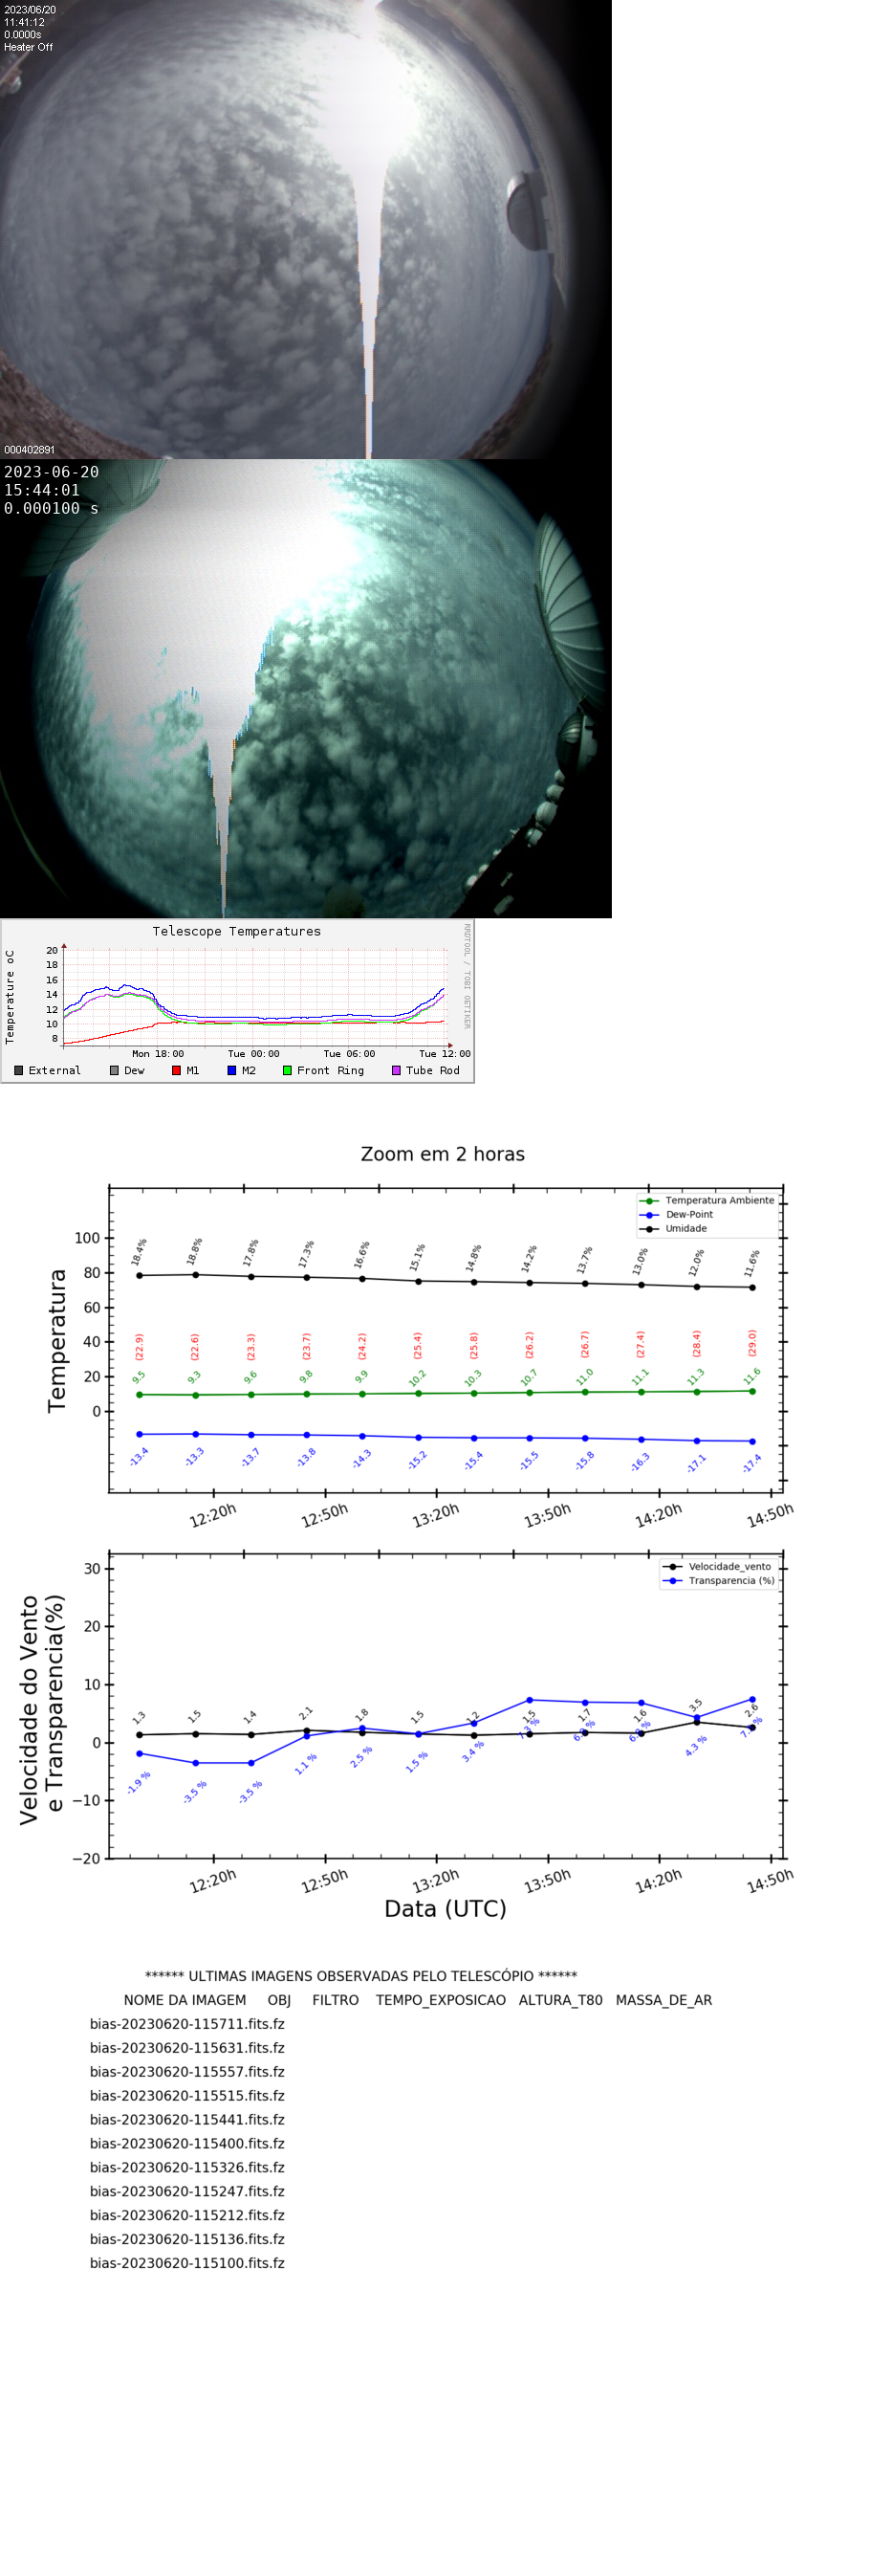 2023/06/20
11:41:12
0.0000s
Heater Off
000402891
2023-06-20
15:44:01
0.000100 s
Telescope Temperatures
RRDTOOL / TOBI OETIKER
Temperature oC
20
18
16
14
12
10
8
Mon 18:00 Tue 00:00 Tue 06:00 Tue 12:00
External Dew M1 M2 Front Ring Tube Rod
Zoom em 2 horas
Temperatura Ambiente
Dew-Point
Umidade
Temperatura
100
80
60
40
20
0
18.4% 18.8% 17.8% 17.3% 16.6% 15.1% 14.8% 14.2% 13.7% 13.0% 12.0% 11.6%
(22.9) (22.6) (23.3) (23.7) (24.2) (25.4) (25.8) (26.2) (26.7) (27.4) (28.4) (29.0)
9.5 9.3 9.6 9.8 9.9 10.2 10.3 10.7 11.0 11.1 11.3 11.6
-13.4 -13.3 -13.7 -13.8 -14.3 -15.2 -15.4 -15.5 -15.8 -16.3 -17.1 -17.4
12:20h 12:50h 13:20h 13:50h 14:20h 14:50h
Velocidade_vento
Transparencia (%)
Velocidade do Vento
e Transparencia(%)
30
20
10
0
−10
−20
1.3 1.5 1.4 2.1 1.8 1.5 1.2 1.5 1.7 1.6 3.5 2.6
-1.9 % -3.5 % -3.5 % 1.1 % 2.5 % 1.5 % 3.4 % 4.3 %
12:20h 12:50h 13:20h 13:50h 14:20h 14:50h
Data (UTC)
****** ULTIMAS IMAGENS OBSERVADAS PELO TELESCÓPIO ******
NOME DA IMAGEM OBJ FILTRO TEMPO_EXPOSICAO ALTURA_T80 MASSA_DE_AR
bias-20230620-115711.fits.fz
bias-20230620-115631.fits.fz
bias-20230620-115557.fits.fz
bias-20230620-115515.fits.fz
bias-20230620-115441.fits.fz
bias-20230620-115400.fits.fz
bias-20230620-115326.fits.fz
bias-20230620-115247.fits.fz
bias-20230620-115212.fits.fz
bias-20230620-115136.fits.fz
bias-20230620-115100.fits.fz